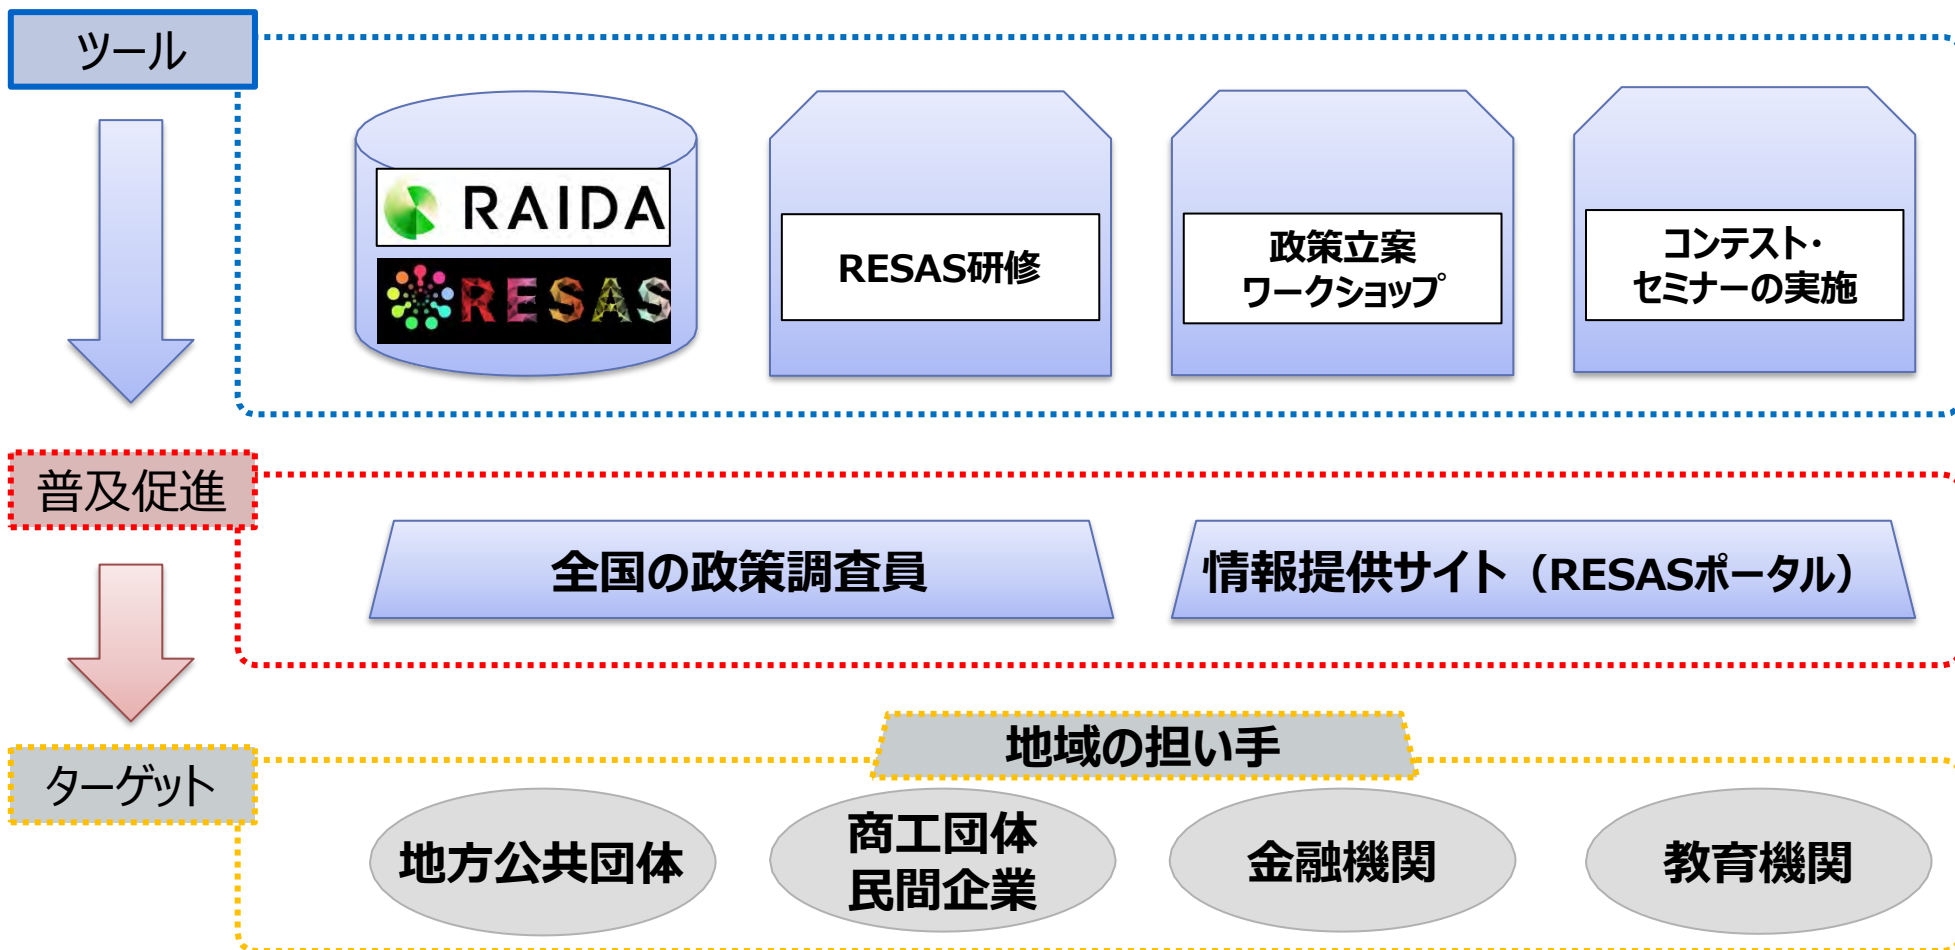 ツール
RAIDA
RESAS
RESAS研修
政策立案
ワークショップ
コンテスト・
セミナーの実施
普及促進
全国の政策調査員
情報提供サイト（RESASポータル）
ターゲット
地域の担い手
地方公共団体
商工団体
民間企業
金融機関
教育機関